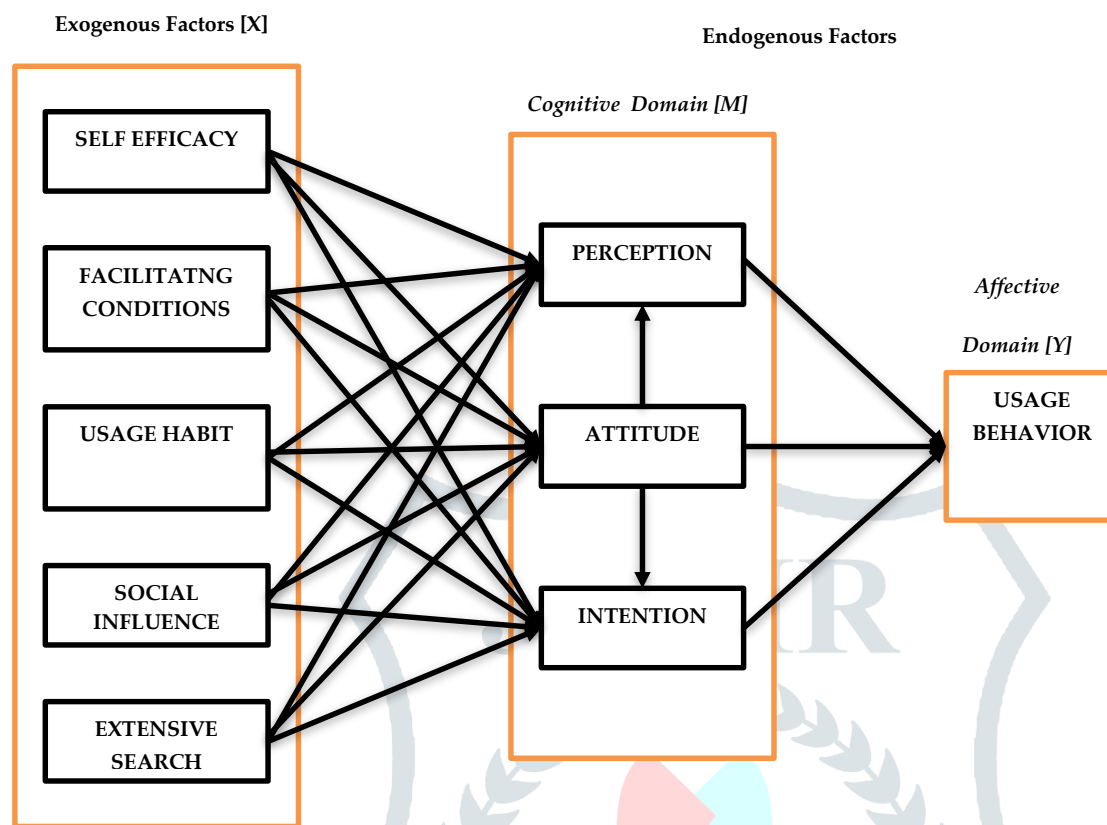 Exogenous Factors [X]
Endogenous Factors
Cognitive Domain [M]
SELF EFFICACY
FACILITATNG
CONDITIONS
USAGE HABIT
SOCIAL
INFLUENCE
EXTENSIVE
SEARCH
PERCEPTION
ATTITUDE
INTENTION
Affective
Domain [Y]
USAGE
BEHAVIOR